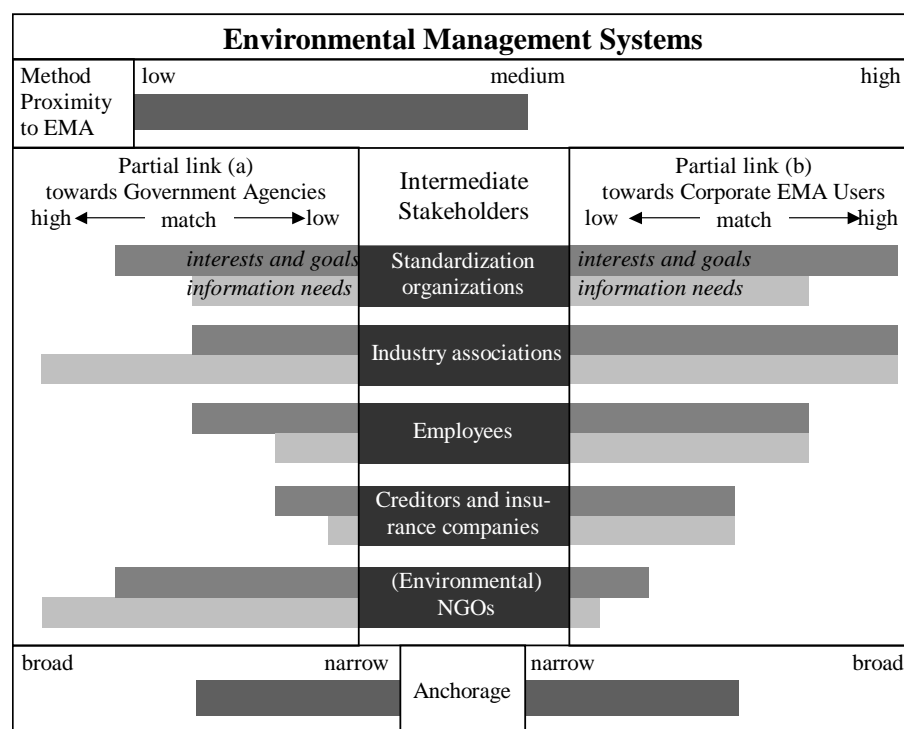 Environmental Management Systems
Method
Proximity
to EMA
low
medium
high
Partial link (a)
towards Government Agencies
high
match
low
Intermediate
Stakeholders
Partial link (b)
towards Corporate EMA Users
low
match
high
interests and goals
information needs
Standardization
organizations
interests and goals
information needs
Industry associations
Employees
Creditors and insu-
rance companies
(Environmental)
NGOs
broad
narrow
Anchorage
narrow
broad